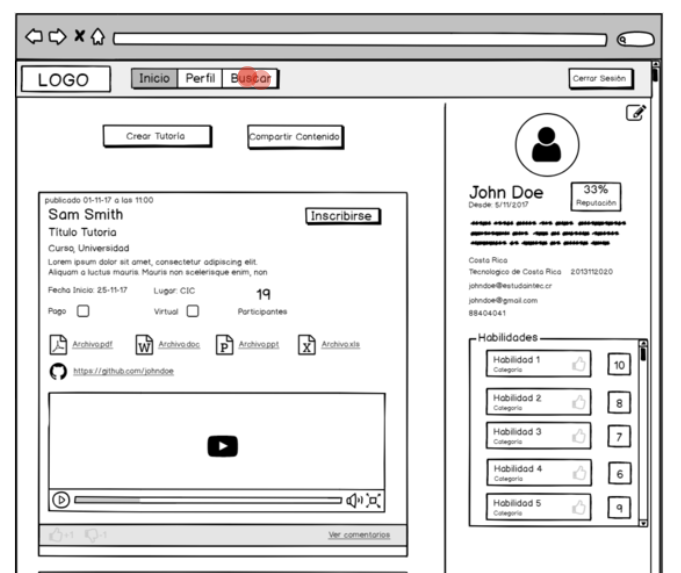 LOGO
Inicio Perfil Buscar
Cerrar Sesión
Crear Tutoría
Compartir Contenido
publicado 01-11-17 a las 11:00
Sam Smith
Inscribirse
Título Tutoria
Curso, Universidad
Lorem ipsum dolor sit amet, consectetur adipiscing elit.
Aliquam a luctus mauris. Mauris non scelerisque enim, non
Fecha Inicio: 25-11-17 Lugar: CIC 19
Pago Virtual Participantes
Archivo.pdf Archivo.doc Archivo.ppt Archivo.xls
https://github.com/johndoe
+1 -1 Ver comentarios
John Doe
Desde: 5/11/2017
33%
Reputación
Costa Rica
Tecnologico de Costa Rica 2013112020
johndoe@estudiantec.cr
johndoe@gmail.com
88404041
Habilidades
Habilidad 1
Categoría
10
Habilidad 2
Categoría
8
Habilidad 3
Categoría
7
Habilidad 4
Categoría
6
Habilidad 5
Categoría
9